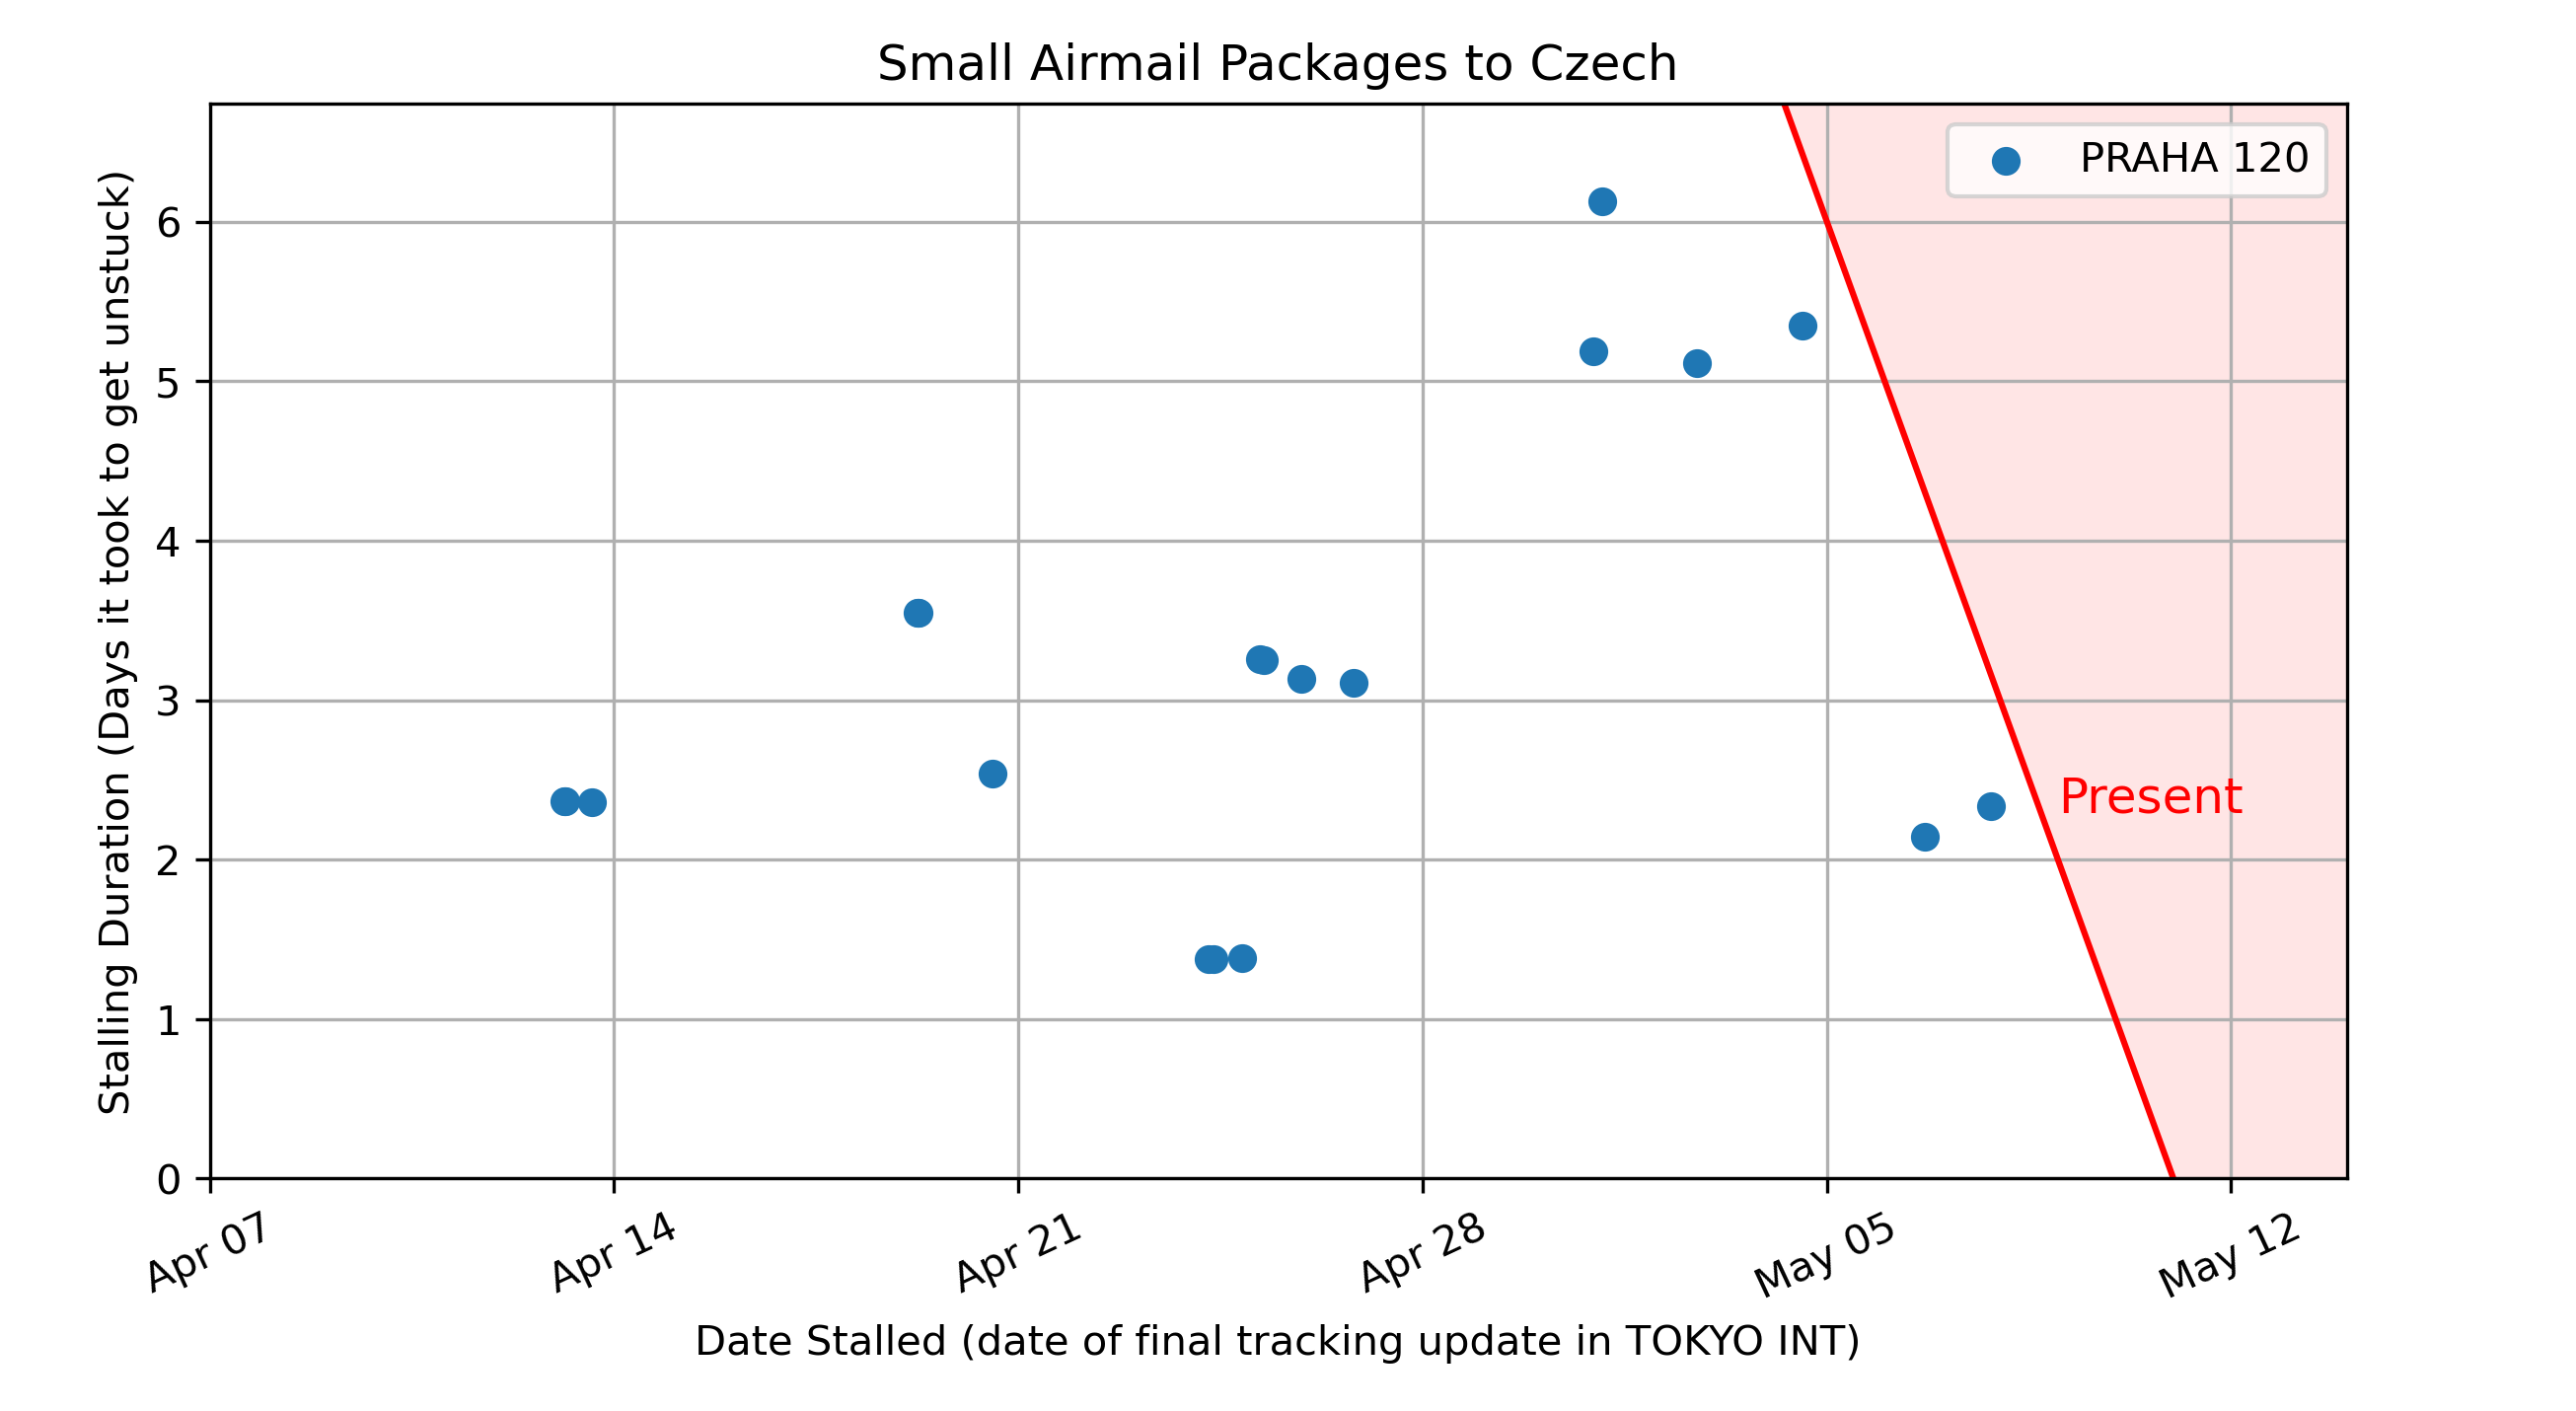 Small Airmail Packages to Czech
PRAHA 120
Stalling Duration (Days it took to get unstuck)
6
5
4
3
2
1
0
Present
Apr 07
Apr 14
Apr 21
Apr 28
May 05
May 12
Date Stalled (date of final tracking update in TOKYO INT)